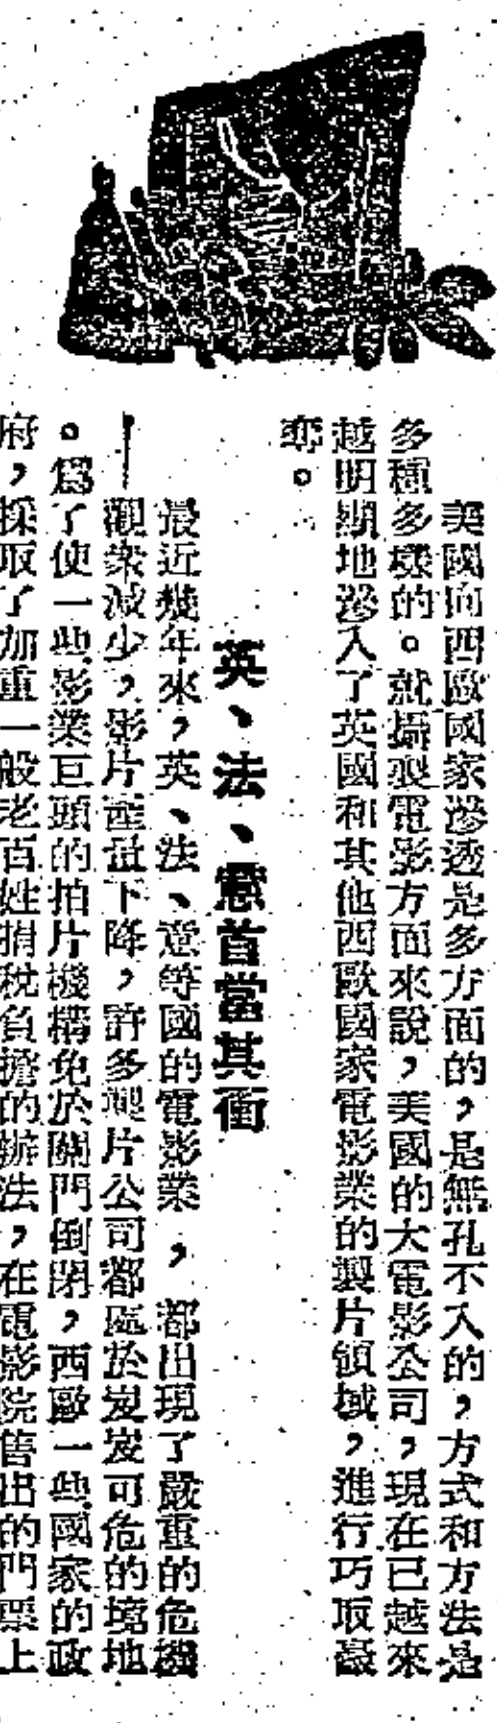 美國向西歐國家滲透是多方面的，是無孔不入的，方式和方法是
多種多樣的。就攝製電影方面來說，美國的大電影公司，現在已越來
越明顯地滲入了英國和其他西歐國家電影業的製片領域，進行巧取豪
奪。
英、法、意首當其衝
最近幾年來，英、法、意等國的電影業，都出現了嚴重的危機
—觀衆減少，影片產量下降，許多製片公司都處於岌岌可危的境地
。爲了使一些影業巨頭的拍片機構免於關門倒閉，西歐一些國家的政
府，採取了加重一般老百姓捐稅負擔的辦法，在電影院售出的門票上